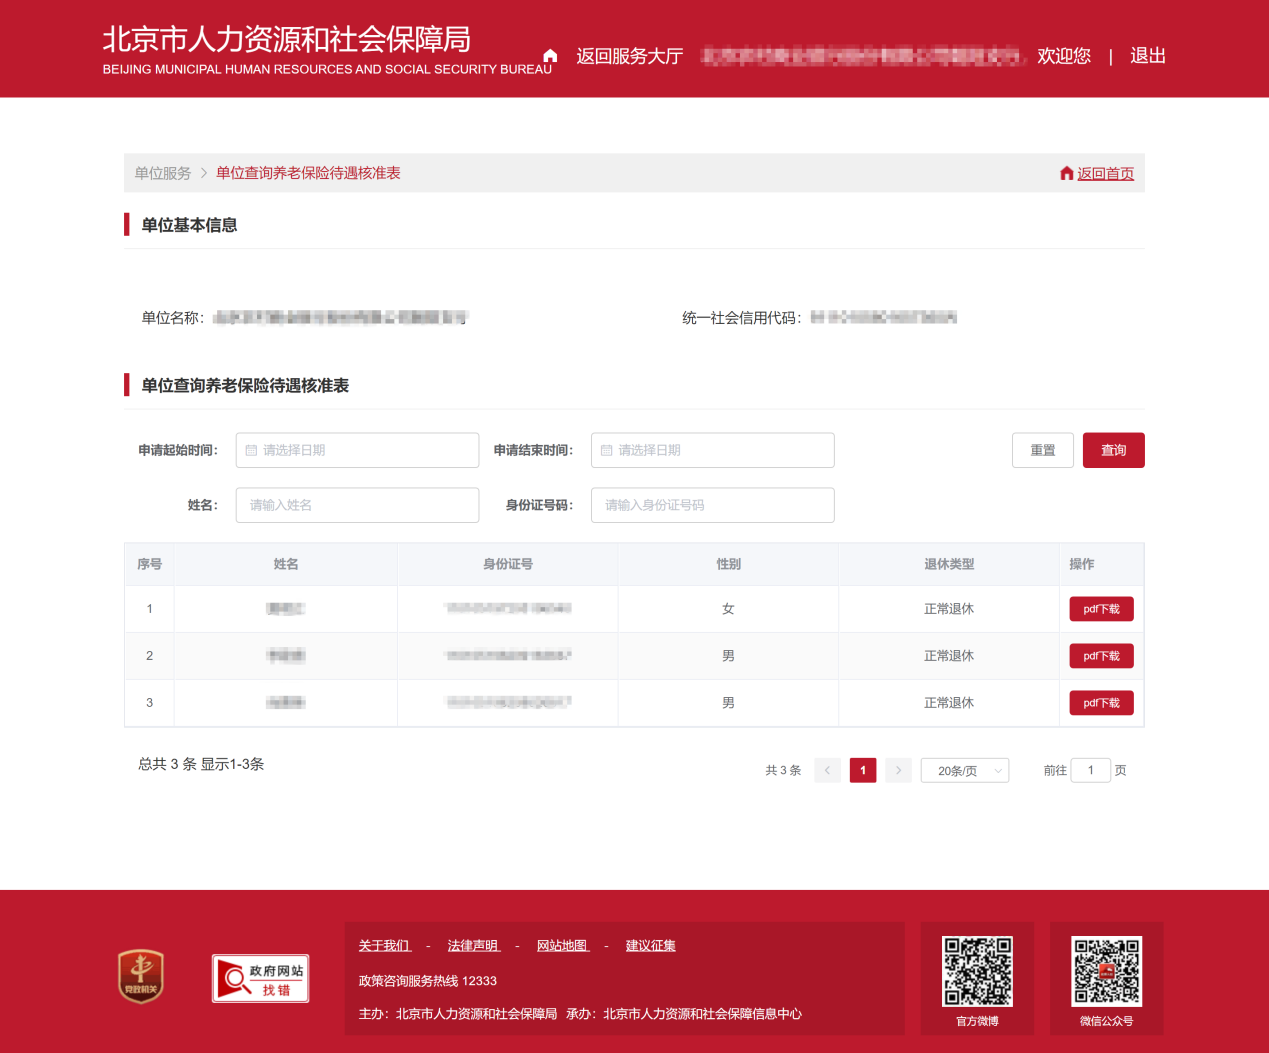 北京市人力资源和社会保障局
BEIJING MUNICIPAL HUMAN RESOURCES AND SOCIAL SECURITY BUREAU
返回服务大厅 欢迎您 | 退出
单位服务 > 单位查询养老保险待遇核准表 返回首页
单位基本信息
单位名称： 统一社会信用代码：
单位查询养老保险待遇核准表
申请起始时间： 请选择日期 申请结束时间： 请选择日期 重置 查询
姓名： 请输入姓名 身份证号码： 请输入身份证号码
序号 姓名 身份证号 性别 退休类型 操作
1 女 正常退休 pdf下载
2 男 正常退休 pdf下载
3 男 正常退休 pdf下载
总共 3 条 显示1-3条
共 3 条 < 1 > 20条/页 前往 1 页
关于我们 - 法律声明 - 网站地图 - 建议征集
政策咨询服务热线 12333
主办：北京市人力资源和社会保障局 承办：北京市人力资源和社会保障信息中心
党政机关
政府网站
找错
官方微博
微信公众号